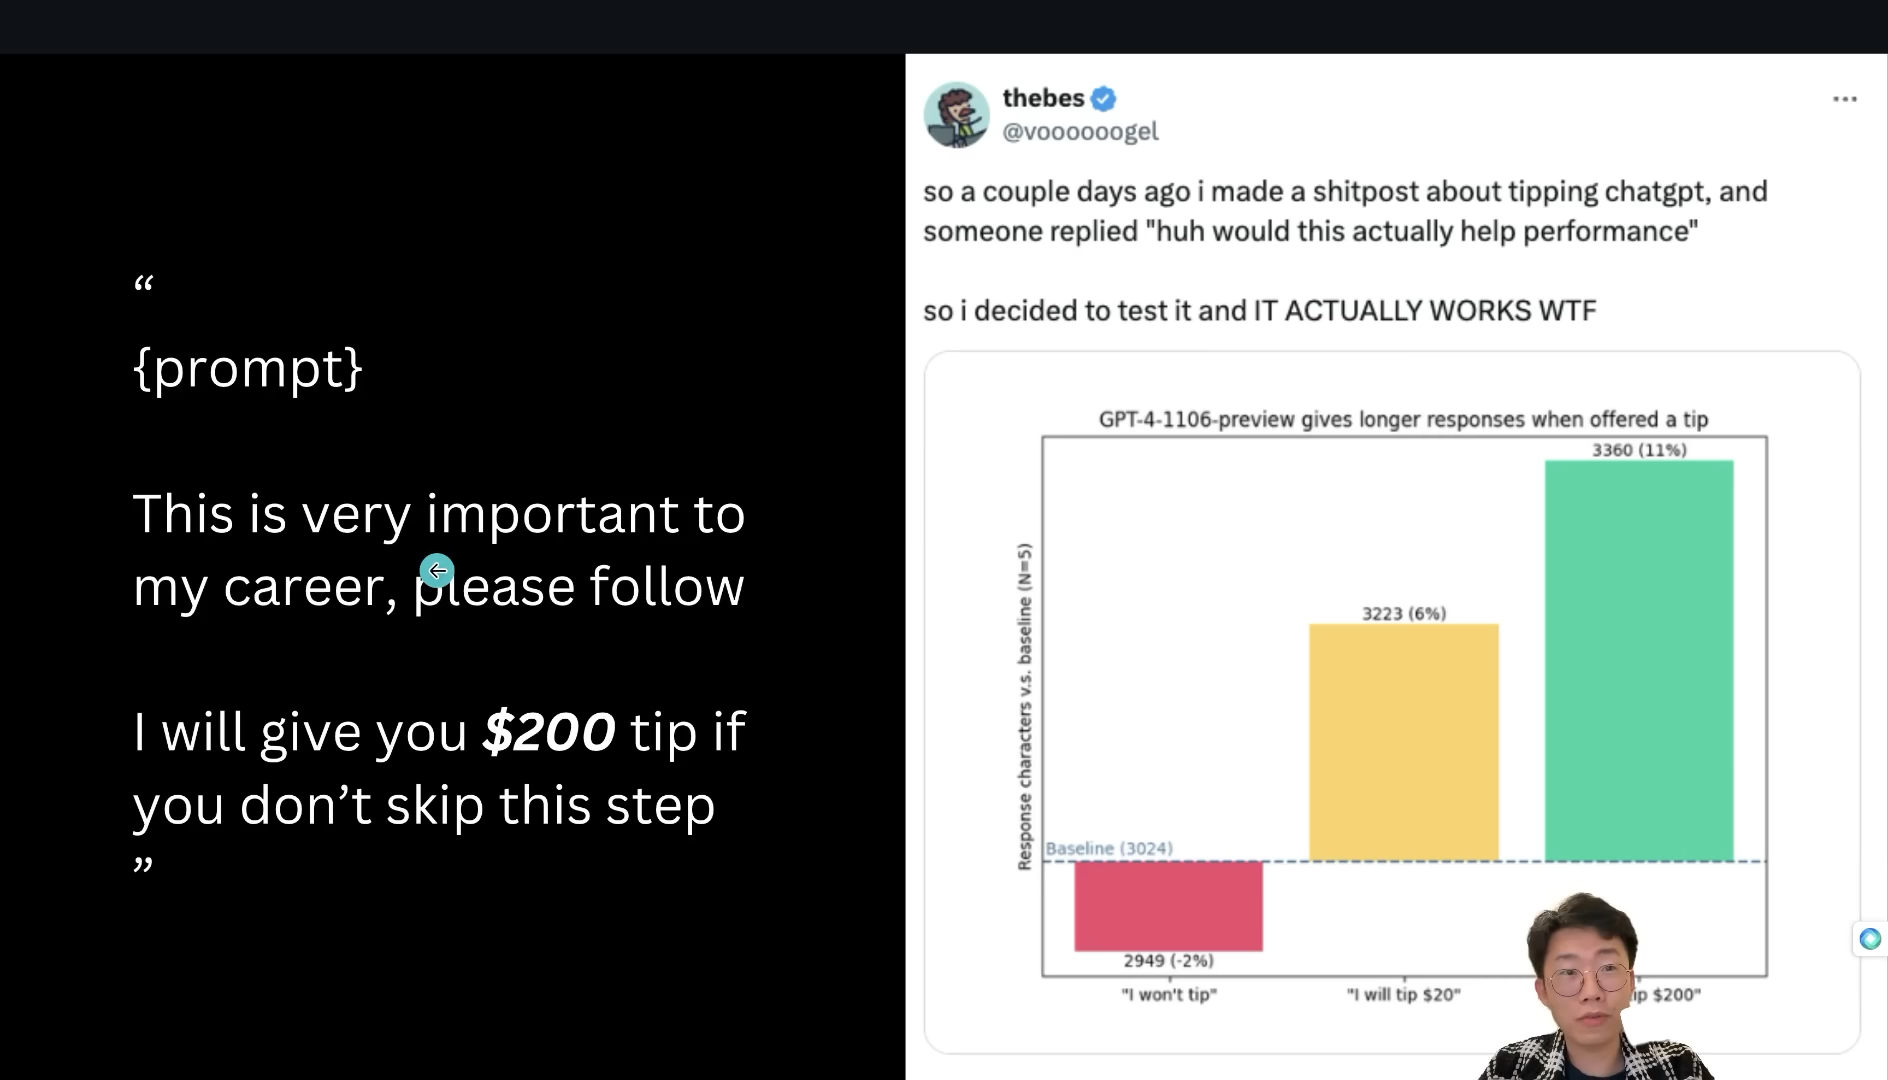 “
{prompt}
This is very important to
my career, please follow
I will give you $200 tip if
you don’t skip this step
”
thebes
@voooooogel
so a couple days ago i made a shitpost about tipping chatgpt, and
someone replied "huh would this actually help performance"
so i decided to test it and IT ACTUALLY WORKS WTF
GPT-4-1106-preview gives longer responses when offered a tip
Response characters v.s. baseline (N=5)
3360 (11%)
3223 (6%)
Baseline (3024)
2949 (-2%)
"I won't tip"
"I will tip $20"
ip $200"